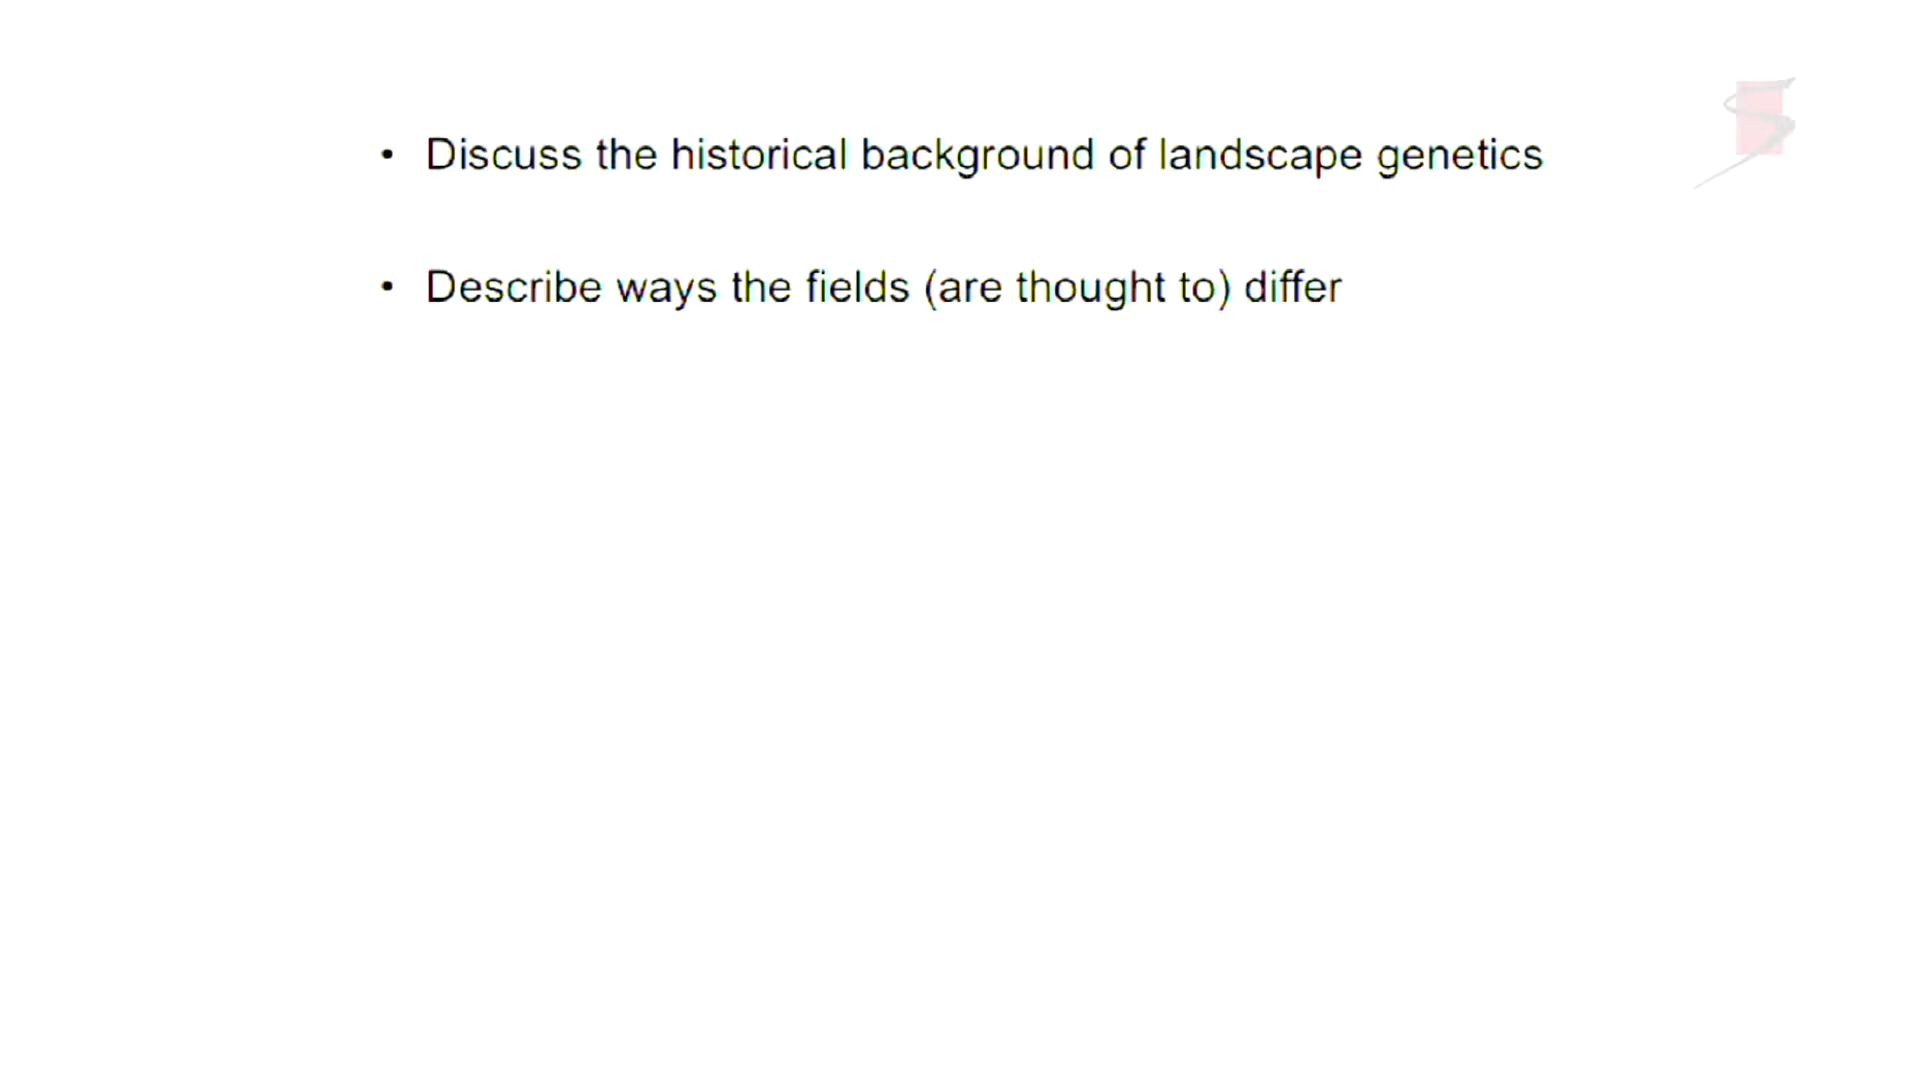 • Discuss the historical background of landscape genetics
• Describe ways the fields (are thought to) differ